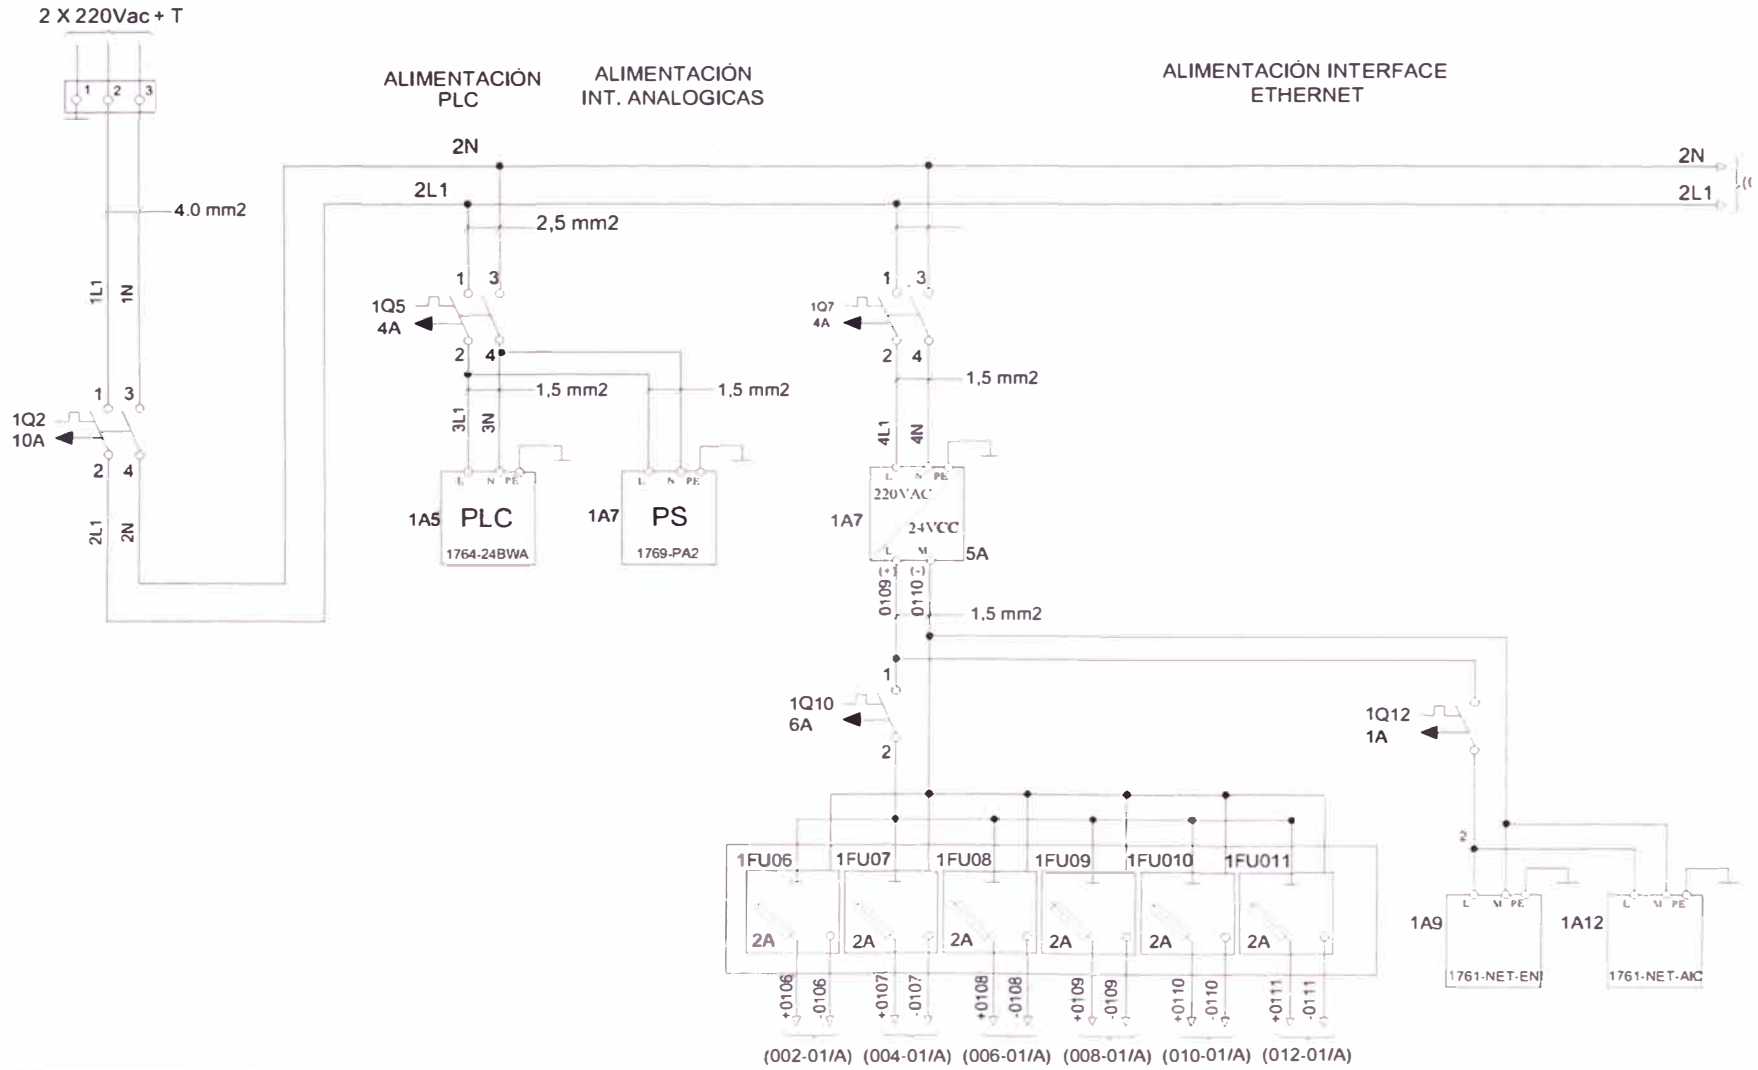 2 X 220Vac + T
1 2 3
ALIMENTACIÓN
PLC
ALIMENTACIÓN
INT. ANALOGICAS
ALIMENTACIÓN INTERFACE
ETHERNET
2N
2N
2L1
2L1
4.0 mm2
2,5 mm2
1L1
1N
1 3
1Q5
4A
2 4
1 3
1Q7
4A
2 4
1,5 mm2
1,5 mm2
1,5 mm2
1 3
1Q2
10A
2 4
3L1
3N
4L1
4N
2L1
2N
L N PE
1A5
PLC
1764-24BWA
L N PE
1A7
PS
1769-PA2
L N PE
220VAC
1A7
24VCC
L M
5A
(+) (-)
0109
0110
1,5 mm2
1
1Q10
6A
2
1Q12
1A
2
1FU06 1FU07 1FU08 1FU09 1FU010 1FU011
2A 2A 2A 2A 2A 2A
L M PE
1A9
1761-NET-ENI
L M PE
1A12
1761-NET-AIC
+0106 -0106 +0107 -0107 +0108 -0108 +0109 -0109 +0110 -0110 +0111 -0111
(002-01/A) (004-01/A) (006-01/A) (008-01/A) (010-01/A) (012-01/A)